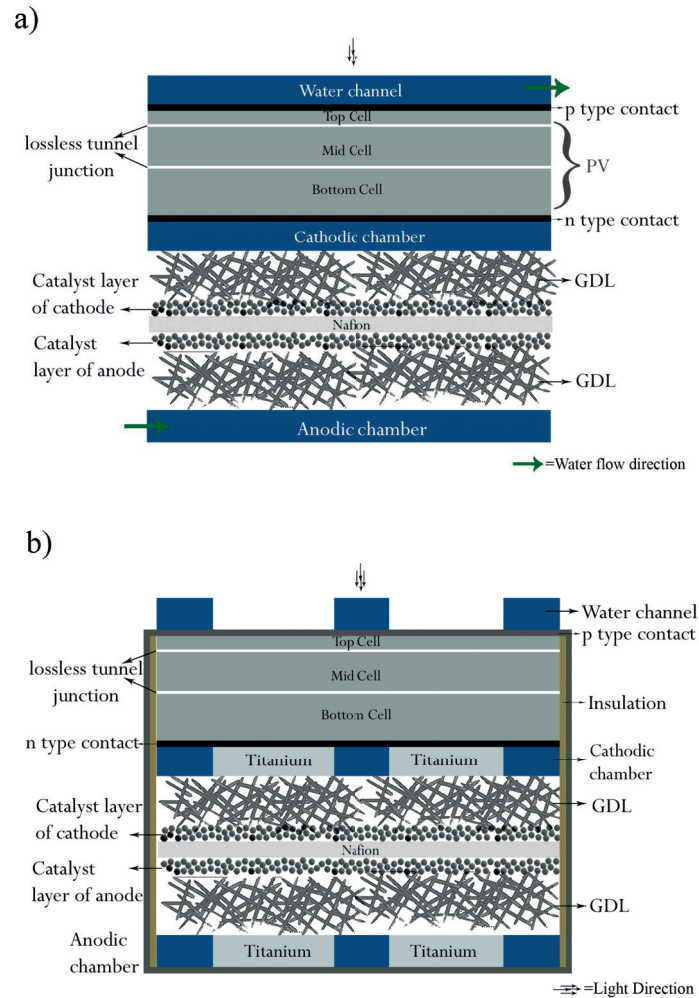 a)
Water channel
p type contact
Top Cell
lossless tunnel
junction
Mid Cell
PV
Bottom Cell
n type contact
Cathodic chamber
Catalyst layer
of cathode
GDL
Nafion
Catalyst
layer of anode
GDL
Anodic chamber
=Water flow direction
b)
Water channel
p type contact
Top Cell
lossless tunnel
junction
Mid Cell
Insulation
Bottom Cell
n type contact
Titanium
Titanium
Cathodic
chamber
Catalyst layer
of cathode
GDL
Nafion
Catalyst
layer of anode
GDL
Anodic
chamber
Titanium
Titanium
=Light Direction